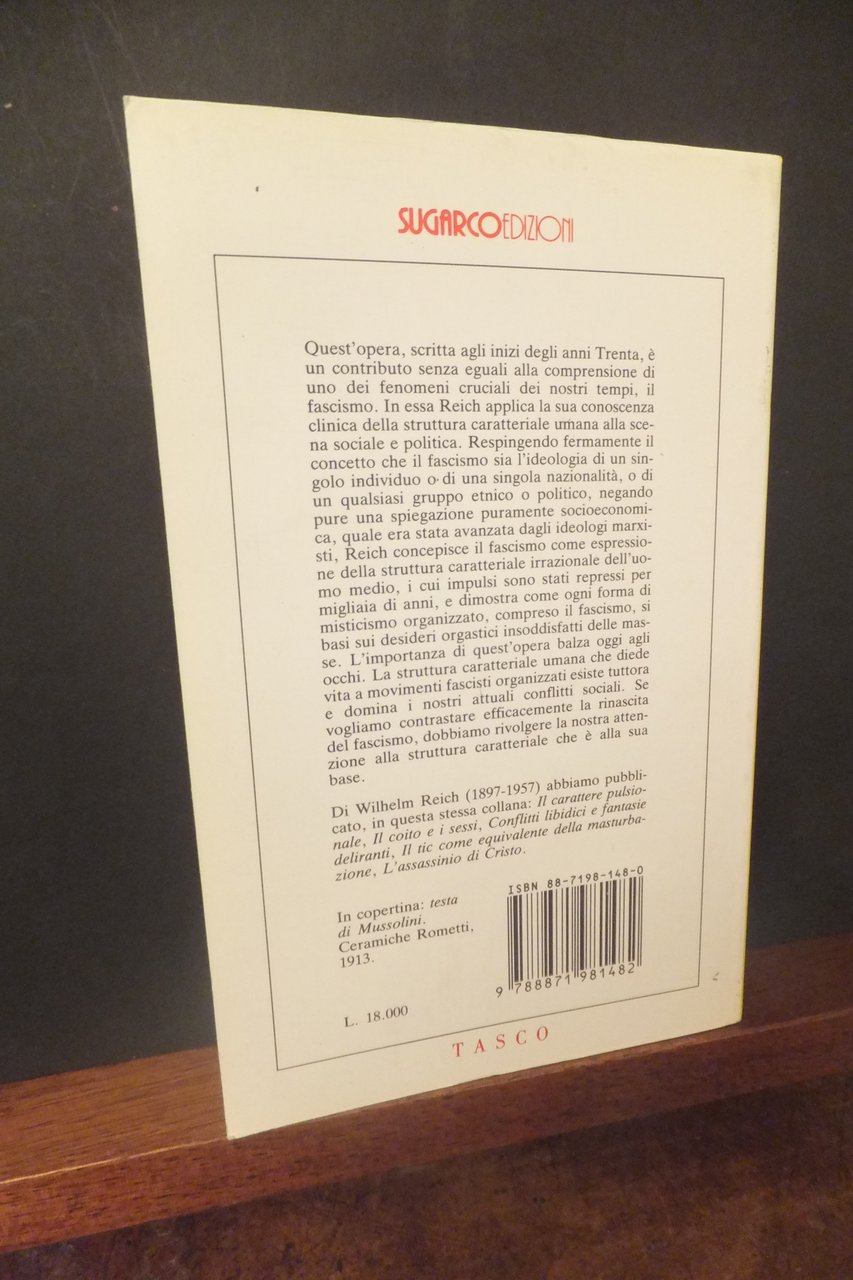 SUGARCOEDIZIONI
Quest'opera, scritta agli inizi degli anni Trenta, è
un contributo senza eguali alla comprensione di
uno dei fenomeni cruciali dei nostri tempi, il
fascismo. In essa Reich applica la sua conoscenza
clinica della struttura caratteriale umana alla sce-
na sociale e politica. Respingendo fermamente il
concetto che il fascismo sia l'ideologia di un sin-
golo individuo o di una singola nazionalità, o di
un qualsiasi gruppo etnico o politico, negando
pure una spiegazione puramente socioeconomi-
ca, quale era stata avanzata dagli ideologi marxi-
sti, Reich concepisce il fascismo come espressio-
ne della struttura caratteriale irrazionale dell'uo-
mo medio, i cui impulsi sono stati repressi per
migliaia di anni, e dimostra come ogni forma di
misticismo organizzato, compreso il fascismo, si
basi sui desideri orgastici insoddisfatti delle mas-
se. L'importanza di quest'opera balza oggi agli
occhi. La struttura caratteriale umana che diede
vita a movimenti fascisti organizzati esiste tuttora
e domina i nostri attuali conflitti sociali. Se
vogliamo contrastare efficacemente la rinascita
del fascismo, dobbiamo rivolgere la nostra atten-
zione alla struttura caratteriale che è alla sua
base.
Di Wilhelm Reich (1897-1957) abbiamo pubbli-
cato, in questa stessa collana: Il carattere pulsio-
nale, Il coito e i sessi, Conflitti libidici e fantasie
deliranti, Il tic come equivalente della masturba-
zione, L'assassinio di Cristo.
In copertina: testa
di Mussolini.
Ceramiche Rometti,
1913.
L. 18.000
ISBN 88-7198-148-0
9 788871 981482
TASCO